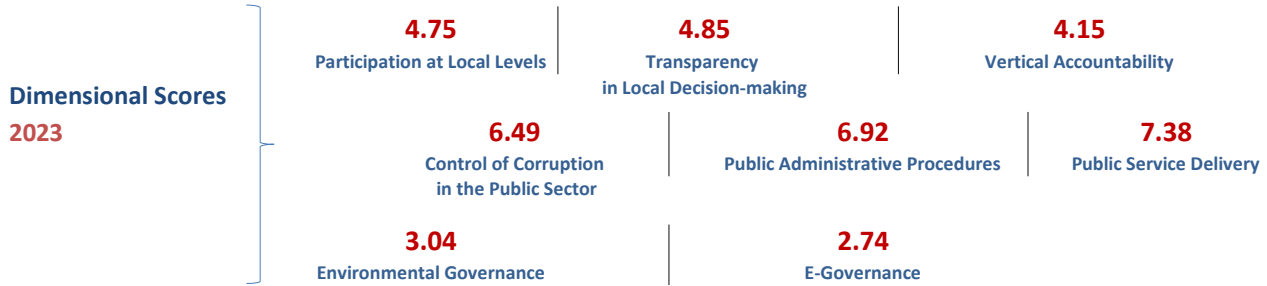 4.75
Participation at Local Levels
4.85
Transparency
in Local Decision-making
4.15
Vertical Accountability
Dimensional Scores
2023
6.49
Control of Corruption
in the Public Sector
6.92
Public Administrative Procedures
7.38
Public Service Delivery
3.04
Environmental Governance
2.74
E-Governance